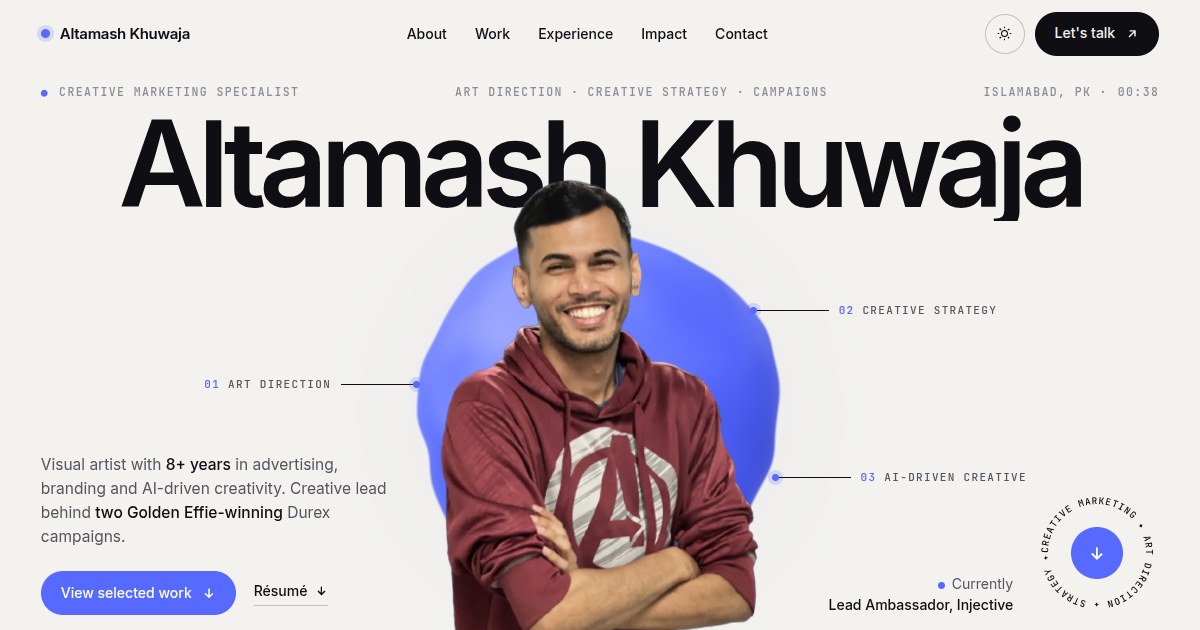 Altamash Khuwaja
About Work Experience Impact Contact
Let's talk ↗
CREATIVE MARKETING SPECIALIST
ART DIRECTION · CREATIVE STRATEGY · CAMPAIGNS
ISLAMABAD, PK · 00:38
Altamash Khuwaja
02 CREATIVE STRATEGY
01 ART DIRECTION
03 AI-DRIVEN CREATIVE
Visual artist with 8+ years in advertising,
branding and AI-driven creativity. Creative lead
behind two Golden Effie-winning Durex
campaigns.
View selected work ↓
Résumé ↓
Currently
Lead Ambassador, Injective
CREATIVE MARKETING • ART DIRECTION • STRATEGY •